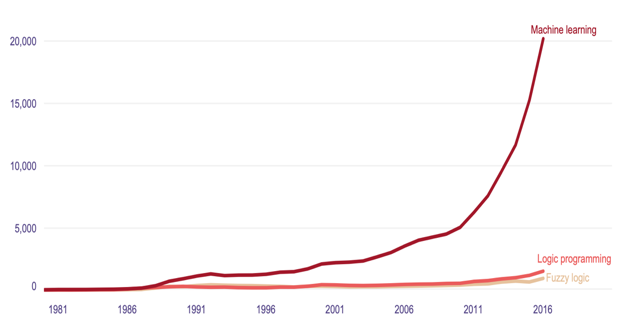 Machine learning
20,000
15,000
10,000
5,000
Logic programming
Fuzzy logic
0
1981 1986 1991 1996 2001 2006 2011 2016